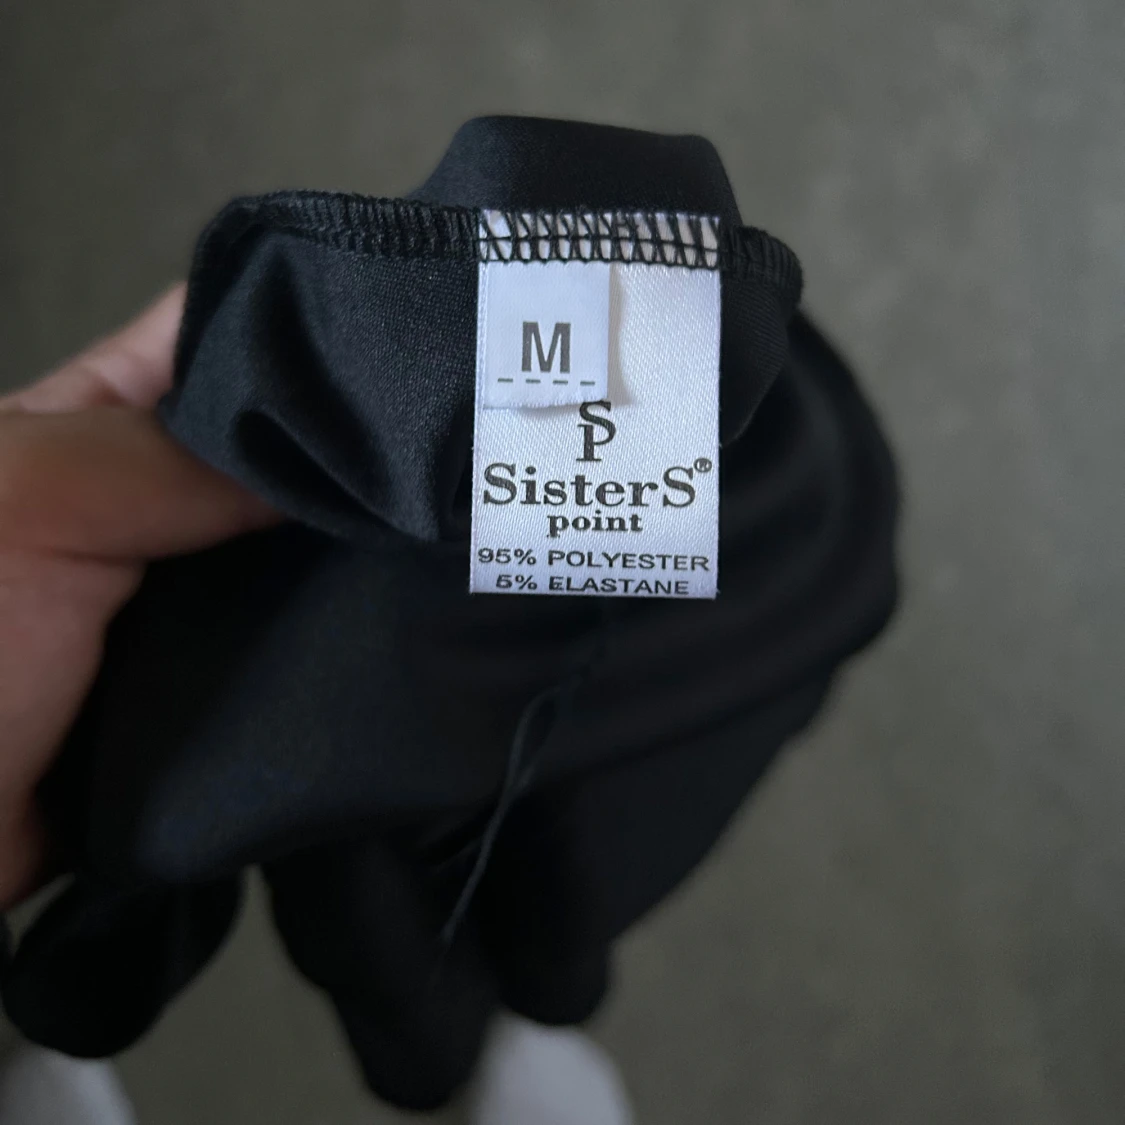 M
SP
SisterS®
point
95% POLYESTER
5% ELASTANE